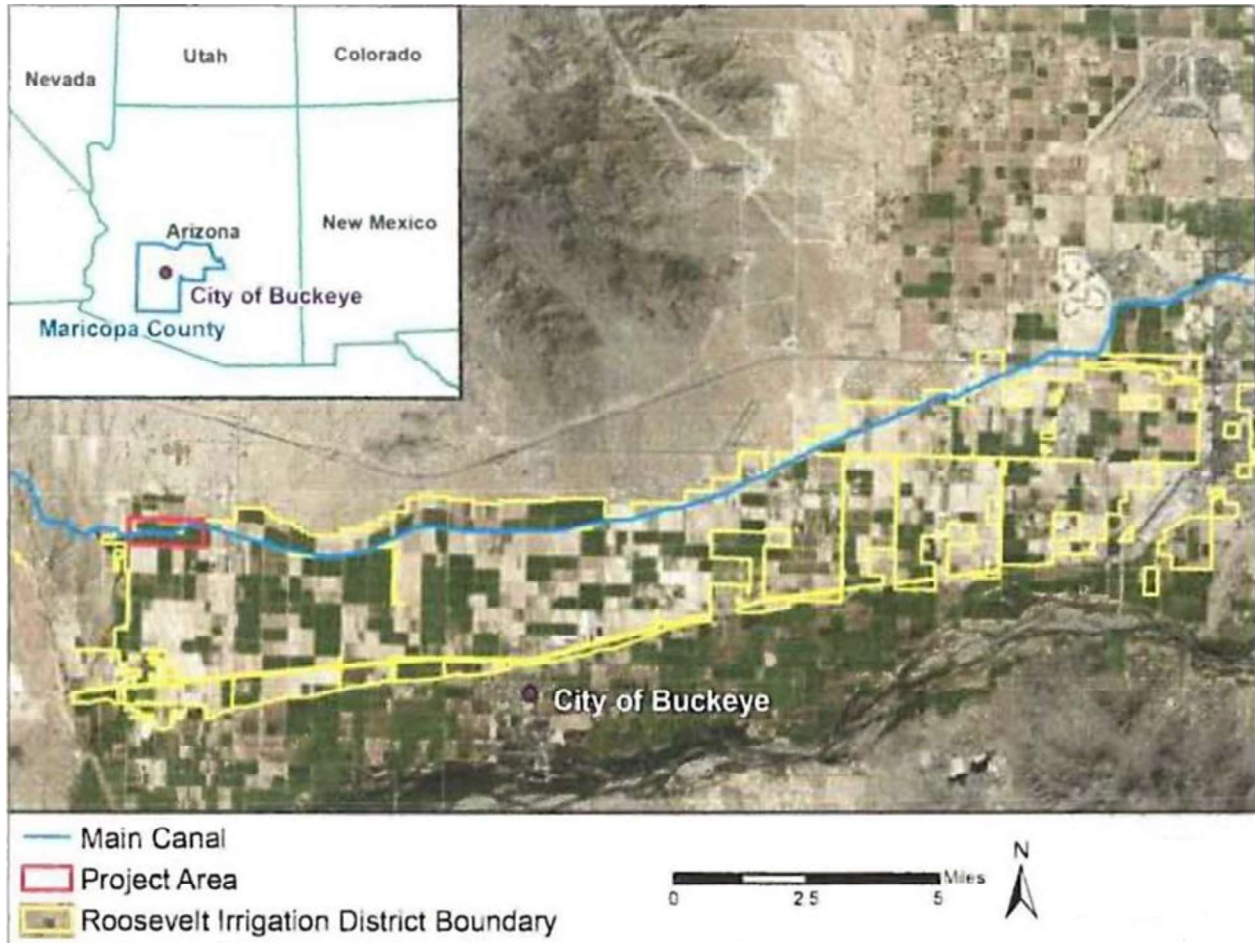 Utah
Colorado
Nevada
Arizona
New Mexico
City of Buckeye
Maricopa County
City of Buckeye
Main Canal
Project Area
Roosevelt Irrigation District Boundary
0 2.5 5 Miles
N